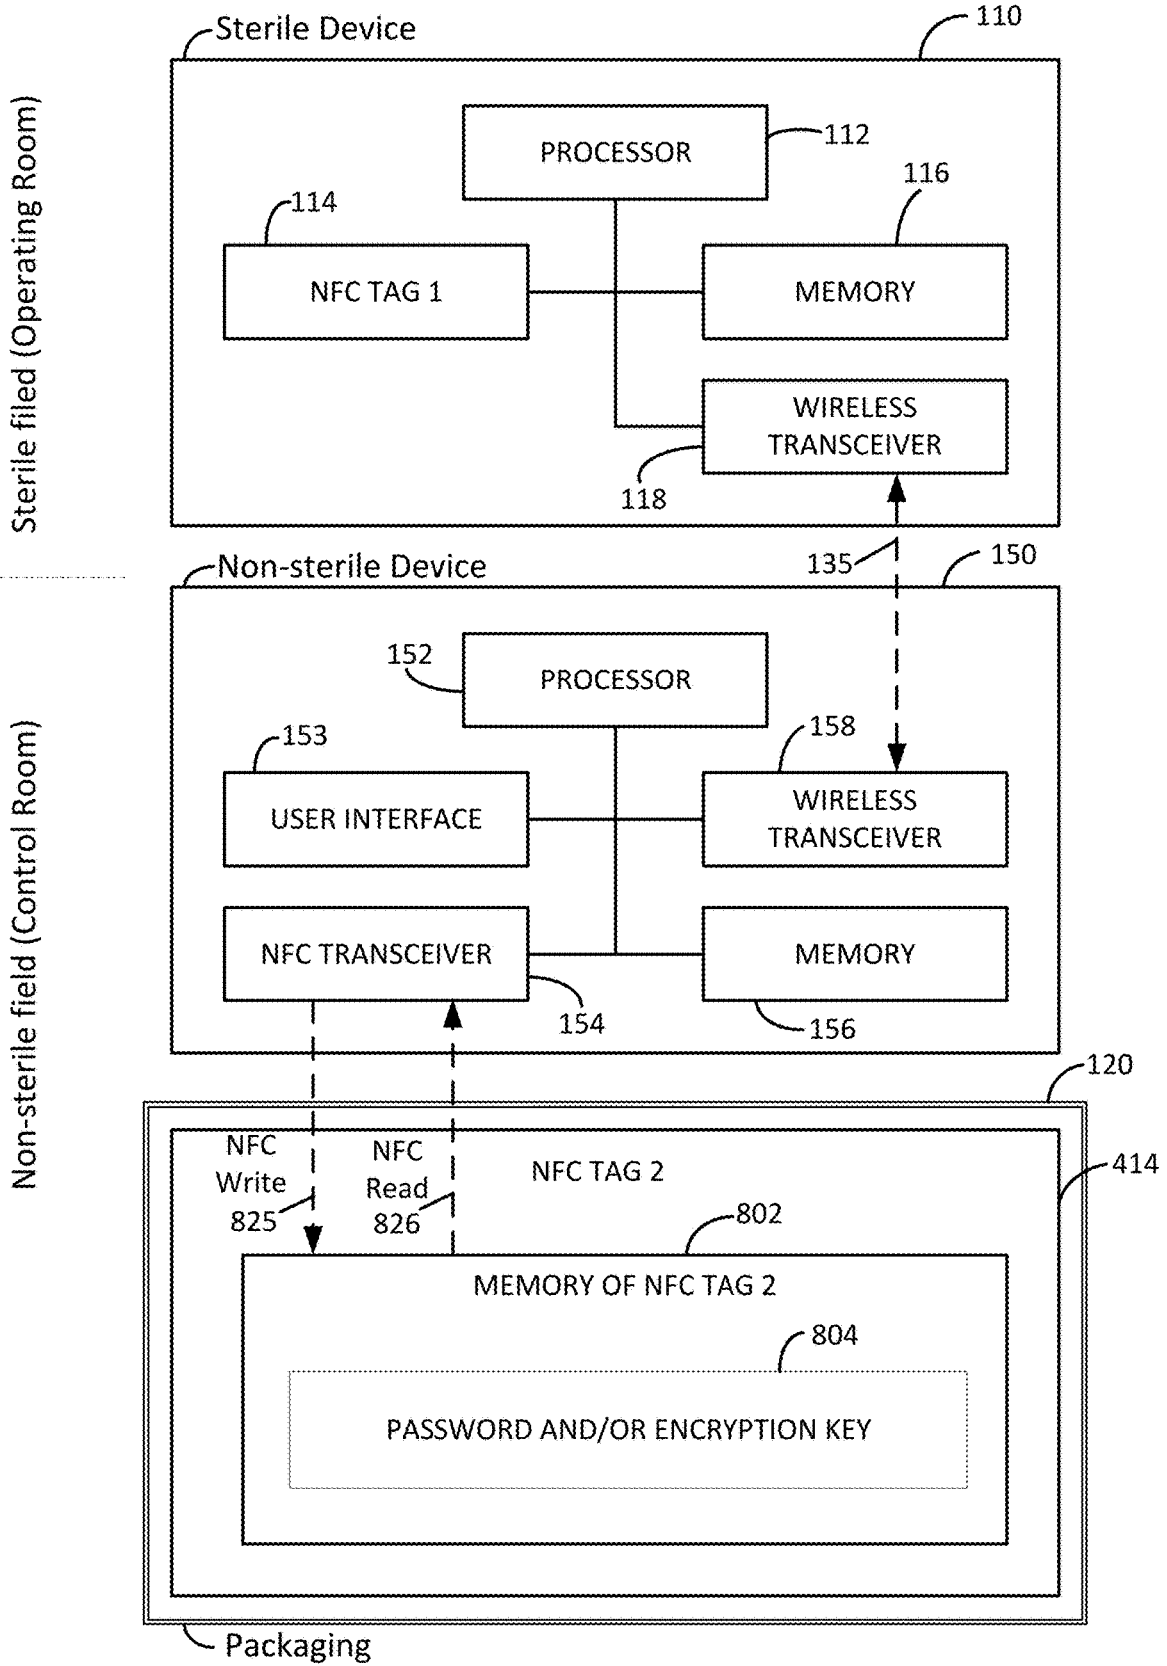 Sterile Device
110
PROCESSOR
112
116
114
NFC TAG 1
MEMORY
WIRELESS
TRANSCEIVER
118
Sterile filed (Operating Room)
135
Non-sterile Device
150
152
PROCESSOR
153
158
USER INTERFACE
WIRELESS
TRANSCEIVER
NFC TRANSCEIVER
MEMORY
154
156
Non-sterile field (Control Room)
120
NFC
Write
825
NFC
Read
826
NFC TAG 2
414
802
MEMORY OF NFC TAG 2
804
PASSWORD AND/OR ENCRYPTION KEY
Packaging